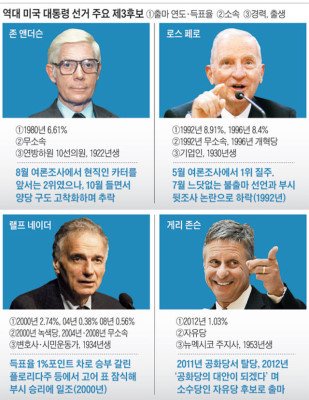 역대 미국 대통령 선거 주요 제3후보 ①출마 연도·득표율 ②소속 ③경력, 출생
존 앤더슨
①1980년 6.61%
②무소속
③연방하원 10선의원, 1922년생
8월 여론조사에서 현직인 카터를
앞서는 2위였으나, 10월 들면서
양당 구도 고착화하며 추락
로스 페로
①1992년 8.91%, 1996년 8.4%
②1992년 무소속, 1996년 개혁당
③기업인, 1930년생
5월 여론조사에서 1위 질주.
7월 느닷없는 불출마 선언과 부시
뒷조사 논란으로 하락(1992년)
랠프 네이더
①2000년 2.74%, 04년 0.38% 08년 0.56%
②2000년 녹색당, 2004년·2008년 무소속
③변호사·시민운동가, 1934년생
득표율 1%포인트 차로 승부 갈린
플로리다주 등에서 고어 표 잠식해
부시 승리에 일조(2000년)
게리 존슨
①2012년 1.03%
②자유당
③뉴멕시코 주지사, 1953년생
2011년 공화당서 탈당, 2012년
‘공화당의 대안이 되겠다’며
소수당인 자유당 후보로 출마